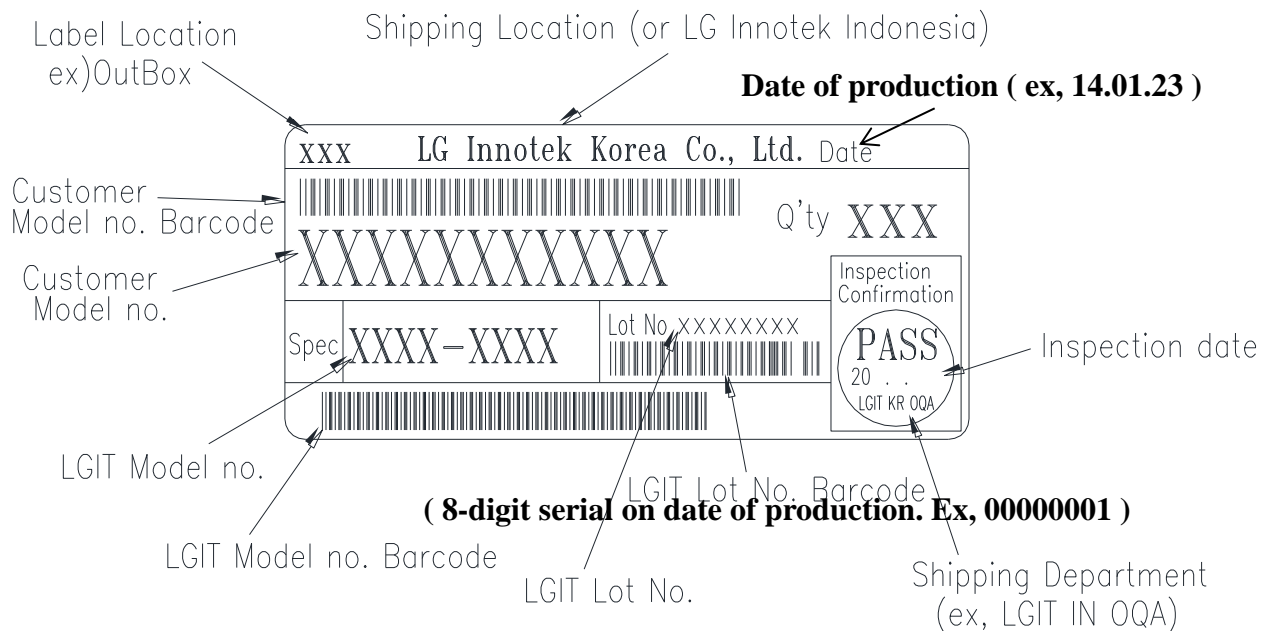 Label Location
ex)OutBox
Shipping Location (or LG Innotek Indonesia)
Date of production ( ex, 14.01.23 )
XXX LG Innotek Korea Co., Ltd. Date
Customer
Model no. Barcode
Q'ty XXX
XXXXXXXXXXX
Customer
Model no.
Inspection
Confirmation
Spec XXXX-XXXX
Lot No XXXXXXXX
PASS
20 . .
LGIT KR OQA
Inspection date
LGIT Model no.
LGIT Lot No. Barcode
( 8-digit serial on date of production. Ex, 00000001 )
LGIT Model no. Barcode
LGIT Lot No.
Shipping Department
(ex, LGIT IN OQA)